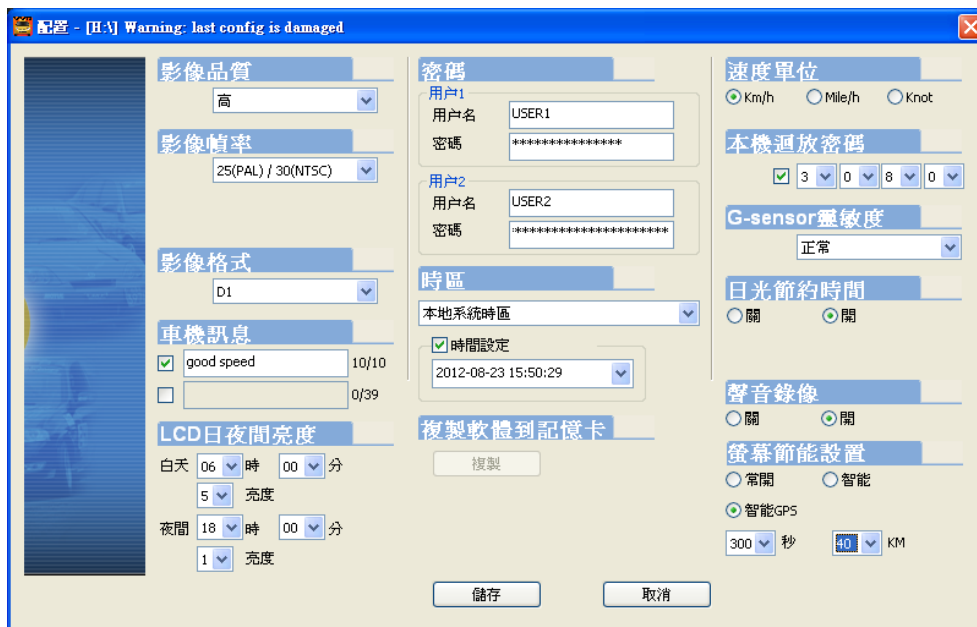 配置 - [H:\] Warning: last config is damaged
影像品質
高
影像幀率
25(PAL) / 30(NTSC)
影像格式
D1
車機訊息
good speed 10/10
0/39
LCD日夜間亮度
白天 06 時 00 分
5 亮度
夜間 18 時 00 分
1 亮度
密碼
用户1
用户名 USER1
密碼 ***************
用户2
用户名 USER2
密碼 **********************
時區
本地系統時區
時間設定
2012-08-23 15:50:29
複製軟體到記憶卡
複製
速度單位
Km/h Mile/h Knot
本機迴放密碼
3 0 8 0
G-sensor靈敏度
正常
日光節約時間
關 開
聲音錄像
關 開
螢幕節能設置
常開 智能
智能GPS
300 秒 40 KM
儲存 取消